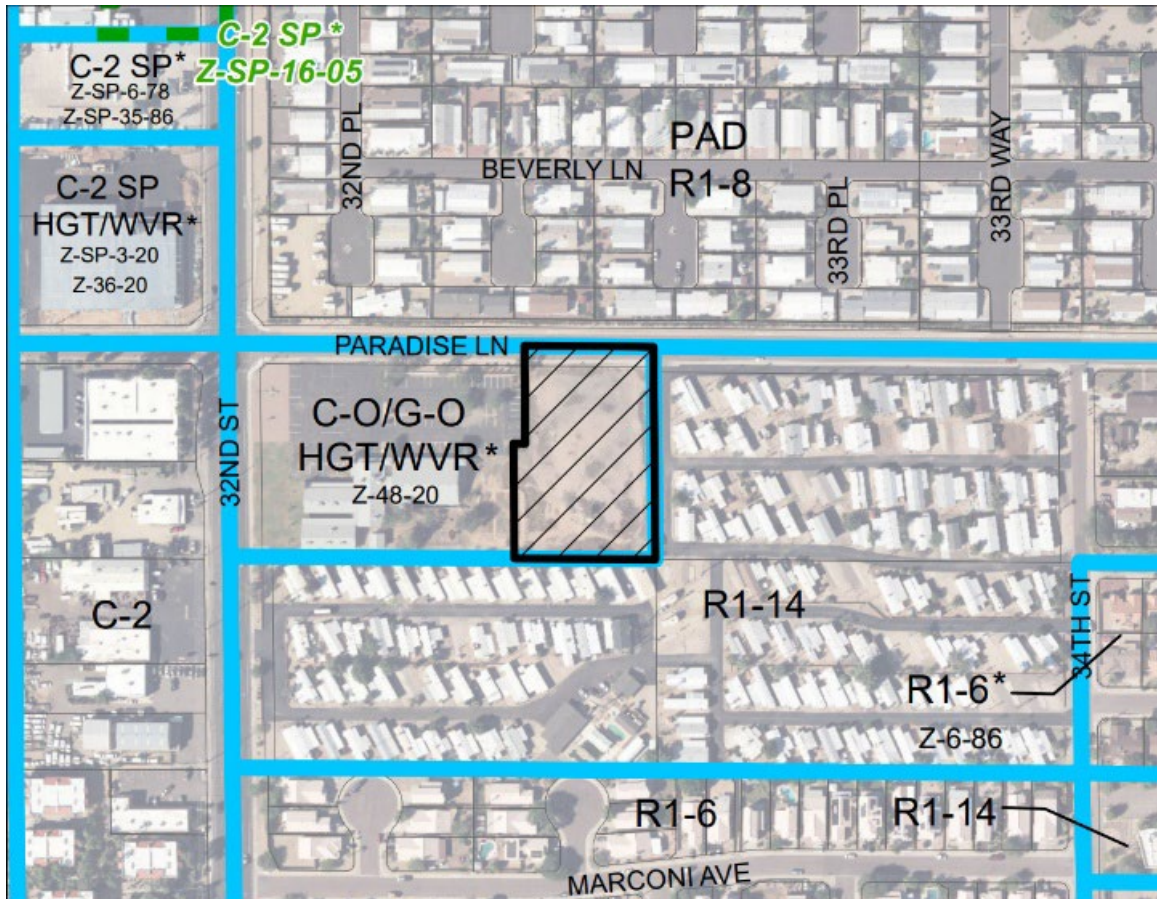 C-2 SP *
Z-SP-16-05
C-2 SP*
Z-SP-6-78
Z-SP-35-86
C-2 SP
HGT/WVR*
Z-SP-3-20
Z-36-20
32ND PL
BEVERLY LN
PAD
R1-8
33RD PL
33RD WAY
PARADISE LN
32ND ST
C-O/G-O
HGT/WVR*
Z-48-20
C-2
R1-14
34TH ST
R1-6*
Z-6-86
R1-6
R1-14
MARCONI AVE